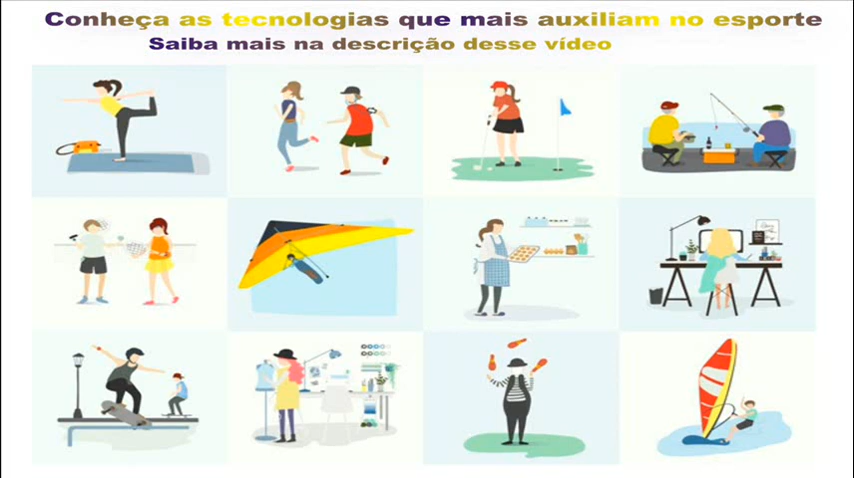 Conheça as tecnologias que mais auxiliam no esporte
Saiba mais na descrição desse vídeo